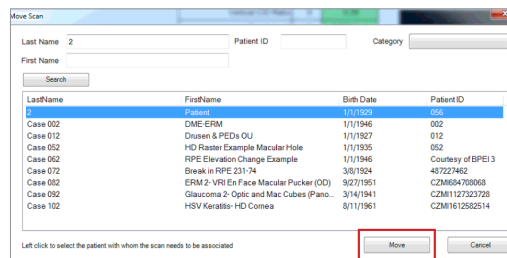 Move Scan
Last Name 2 Patient ID Category
First Name
Search
LastName FirstName Birth Date Patient ID
2 Patient 1/1/1929 056
Case 002 DME-ERM 1/1/1946 002
Case 012 Drusen & PEDs OU 1/1/1927 012
Case 052 HD Raster Example Macular Hole 1/1/1935 052
Case 062 RPE Elevation Change Example 1/1/1946 Courtesy of BPEI 3
Case 072 Break in RPE 231-74 3/8/1924 487227462
Case 082 ERM 2- VRI En Face Macular Pucker (OD) 9/27/1951 CZMI684708068
Case 092 Glaucoma 2- Optic and Mac Cubes (Pano... 3/14/1941 CZMI1127323728
Case 102 HSV Keratitis- HD Cornea 8/11/1961 CZMI1612582514
Left click to select the patient with whom the scan needs to be associated Move Cancel